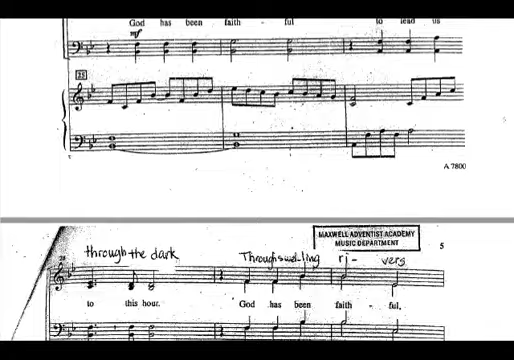 God has been faith ful to lead us
mf
25
A 7800
MAXWELL ADVENTIST ACADEMY
MUSIC DEPARTMENT
5
through the dark Through swel-ling ri- vers
28
to this hour. God has been faith - ful,